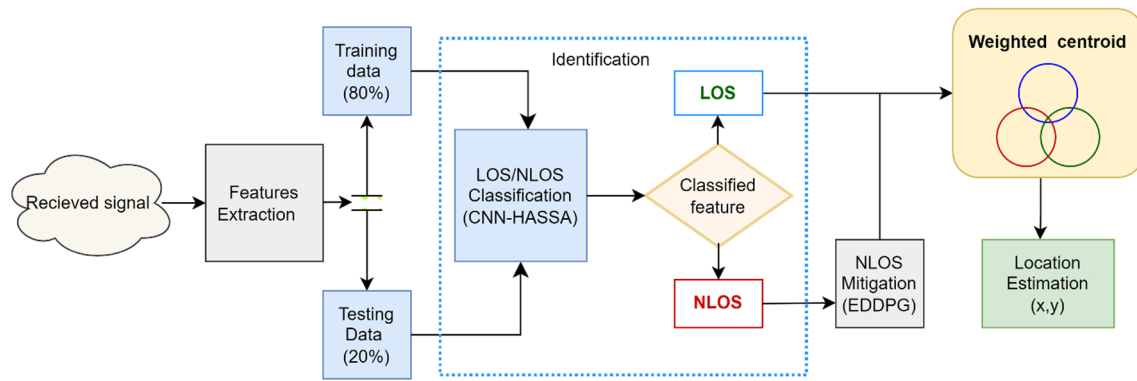 Recieved signal
Features
Extraction
Training
data
(80%)
Testing
Data
(20%)
Identification
LOS/NLOS
Classification
(CNN-HASSA)
Classified
feature
LOS
NLOS
NLOS
Mitigation
(EDDPG)
Weighted centroid
Location
Estimation
(x,y)